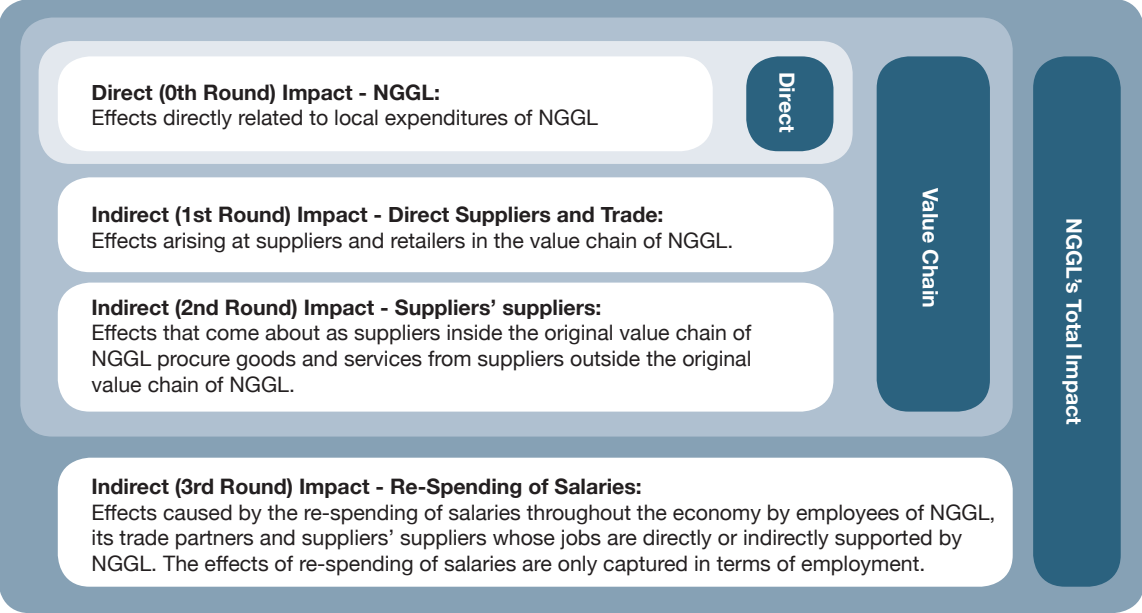 Direct (0th Round) Impact - NGGL:
Effects directly related to local expenditures of NGGL
Direct
Indirect (1st Round) Impact - Direct Suppliers and Trade:
Effects arising at suppliers and retailers in the value chain of NGGL.
Indirect (2nd Round) Impact - Suppliers’ suppliers:
Effects that come about as suppliers inside the original value chain of
NGGL procure goods and services from suppliers outside the original
value chain of NGGL.
Value Chain
Indirect (3rd Round) Impact - Re-Spending of Salaries:
Effects caused by the re-spending of salaries throughout the economy by employees of NGGL,
its trade partners and suppliers’ suppliers whose jobs are directly or indirectly supported by
NGGL. The effects of re-spending of salaries are only captured in terms of employment.
NGGL’s Total Impact